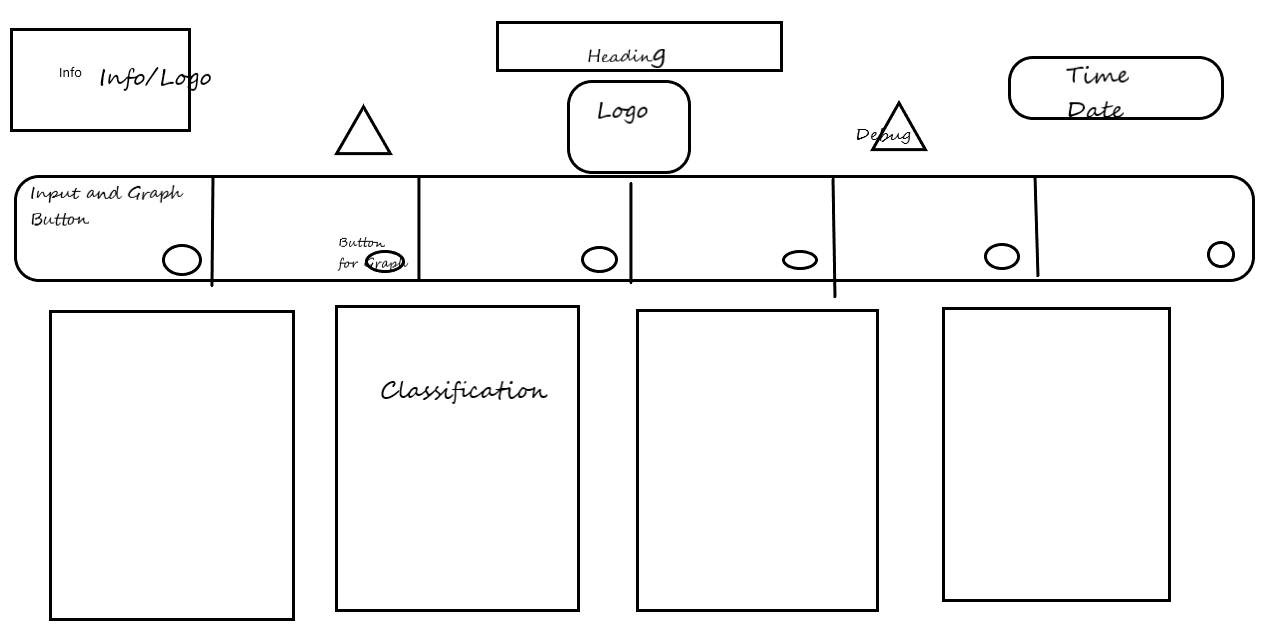 Heading
Info Info/Logo
Time
Date
Logo
Debug
Input and Graph
Button
Button
for Graph
Classification